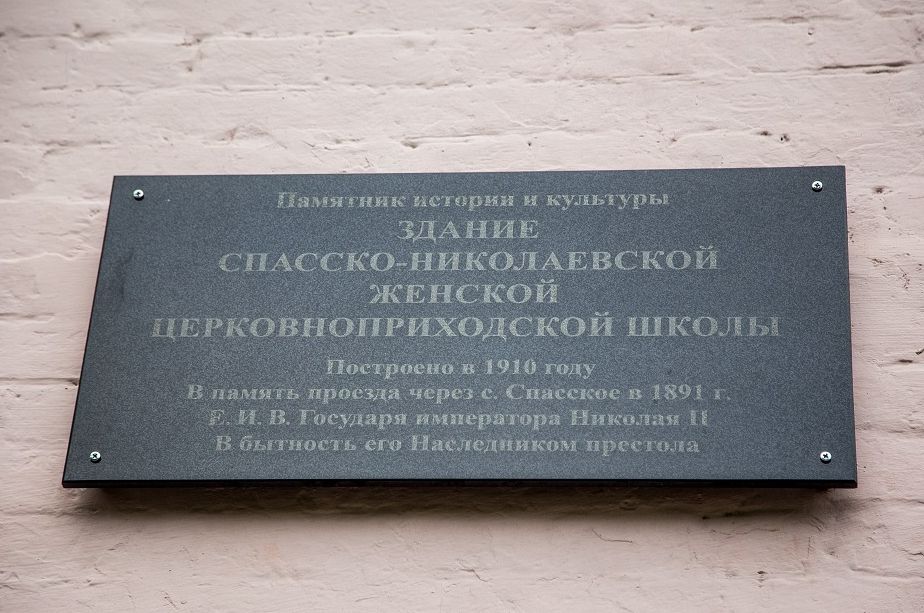 Памятник истории и культуры
ЗДАНИЕ
СПАССКО-НИКОЛАЕВСКОЙ
ЖЕНСКОЙ
ЦЕРКОВНОПРИХОДСКОЙ ШКОЛЫ
Построено в 1910 году
В память проезда через с. Спасское в 1891 г.
Е. И. В. Государя императора Николая II
В бытность его Наследником престола